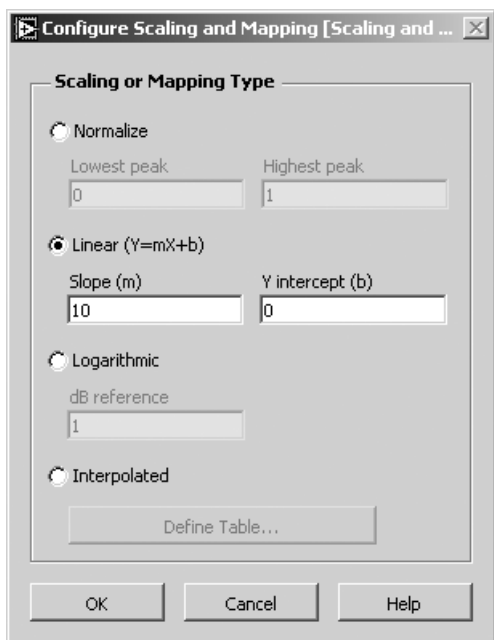 Configure Scaling and Mapping [Scaling and ...
Scaling or Mapping Type
Normalize
Lowest peak Highest peak
0 1
Linear (Y=mX+b)
Slope (m) Y intercept (b)
10 0
Logarithmic
dB reference
1
Interpolated
Define Table...
OK Cancel Help